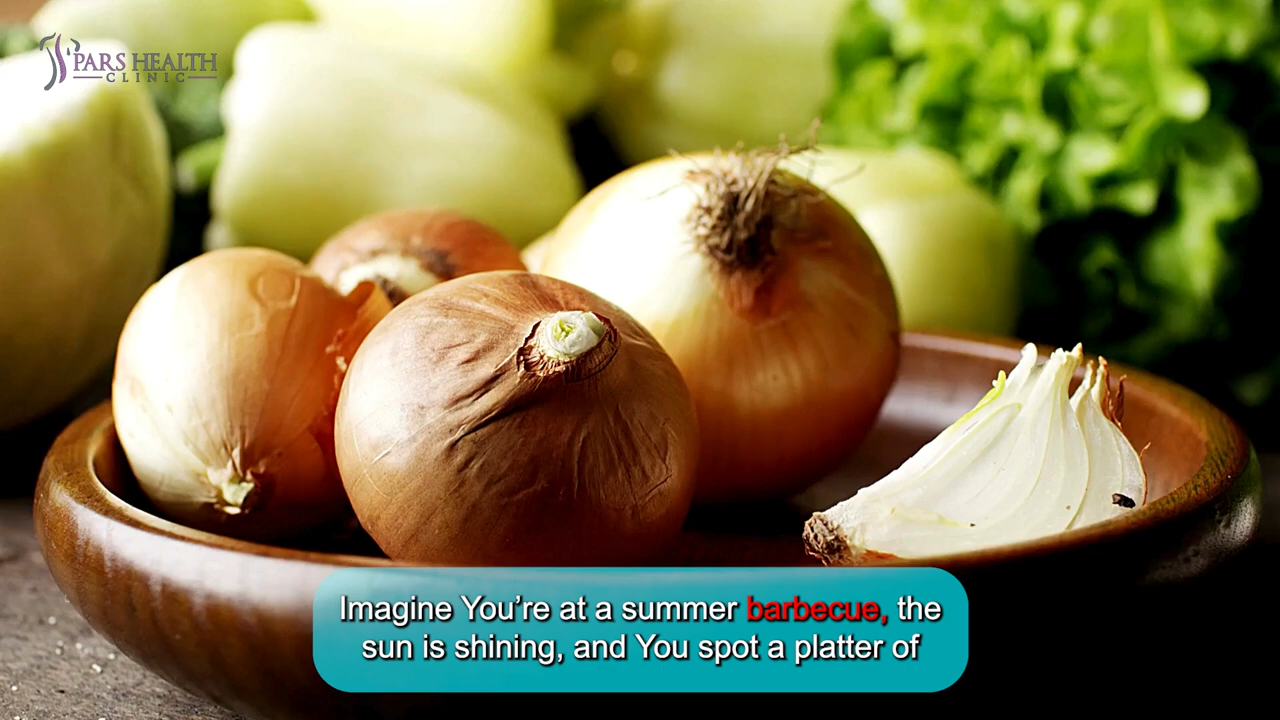 PARS HEALTH
CLINIC
Imagine You’re at a summer barbecue, the
sun is shining, and You spot a platter of